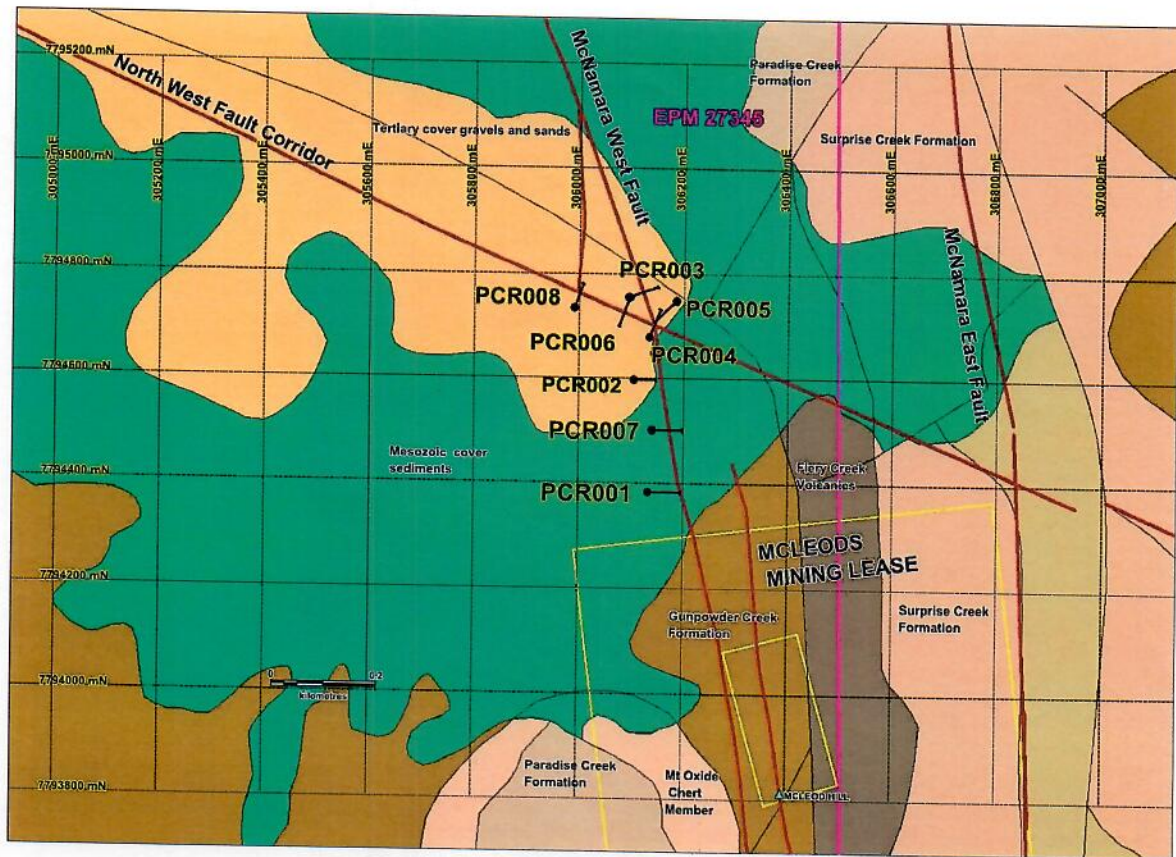 7795200.mN
7795000.mN
7794800.mN
7794600.mN
7794400.mN
7794200.mN
7794000.mN
7793800.mN
305000.mE
305200.mE
305400.mE
305600.mE
305800.mE
306000.mE
306200.mE
306400.mE
306600.mE
306800.mE
307000.mE
North West Fault Corridor
McNamara West Fault
McNamara East Fault
EPM 27345
Paradise Creek
Formation
Surprise Creek Formation
Tertiary cover gravels and sands
PCR003
PCR008
PCR005
PCR006
PCR004
PCR002
PCR007
PCR001
Mesozoic cover
sediments
Fiery Creek
Volcanics
MCLEODS
MINING LEASE
Gunpowder Creek
Formation
Surprise Creek
Formation
0 0.2
kilometres
Paradise Creek
Formation
Mt Oxide
Chert
Member
MCLEOD HILL